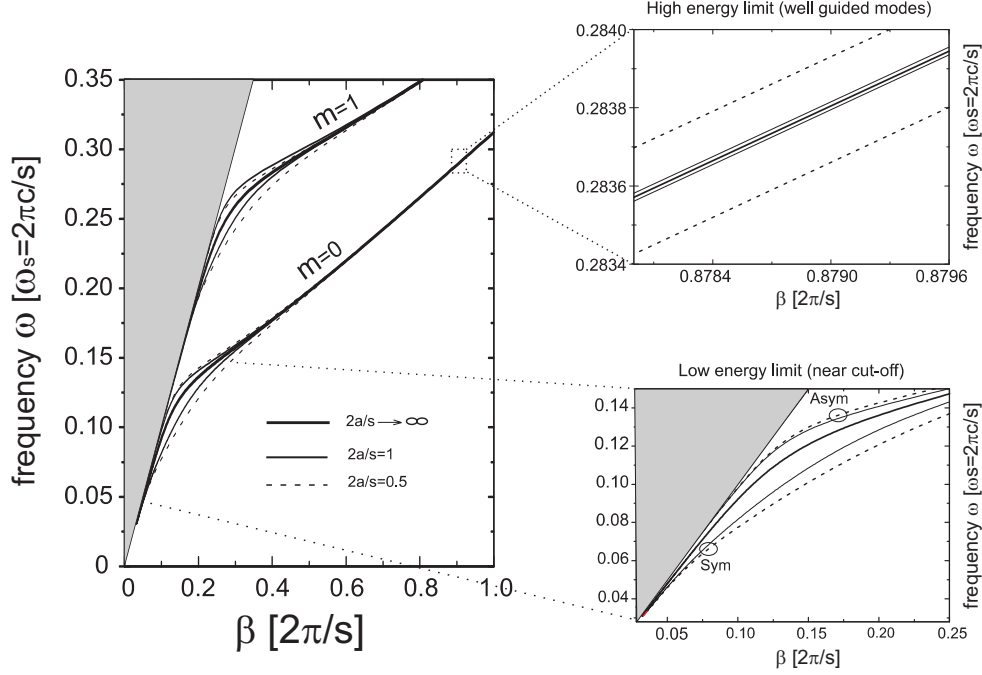 frequency ω [ωs=2πc/s]
0.35
0.30
0.25
0.20
0.15
0.10
0.05
0
0
0.2
0.4
0.6
0.8
1.0
β [2π/s]
m=1
m=0
2a/s→∞
2a/s=1
2a/s=0.5
High energy limit (well guided modes)
0.2840
0.2838
0.2836
0.2834
0.8784
0.8790
0.8796
β [2π/s]
frequency ω [ωs=2πc/s]
Low energy limit (near cut-off)
0.14
0.12
0.10
0.08
0.06
0.04
0.05
0.10
0.15
0.20
0.25
β [2π/s]
frequency ω [ωs=2πc/s]
Asym
Sym